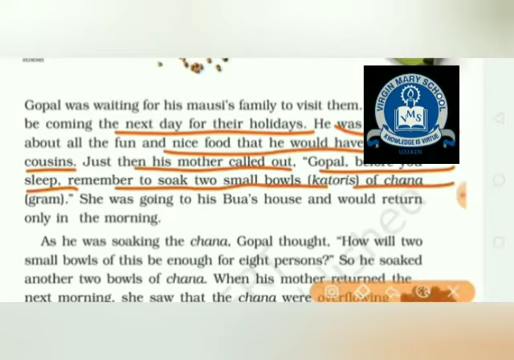 Gopal was waiting for his mausi's family to visit them.
be coming the next day for their holidays. He was
about all the fun and nice food that he would have
cousins. Just then his mother called out, "Gopal, before you
sleep, remember to soak two small bowls (katoris) of chana
(gram)." She was going to his Bua's house and would return
only in the morning.
As he was soaking the chana, Gopal thought, "How will two
small bowls of this be enough for eight persons?" So he soaked
another two bowls of chana. When his mother returned the
next morning, she saw that the chana were overflowing
VIRGIN MARY SCHOOL
VMS
KNOWLEDGE IS VIRTUE